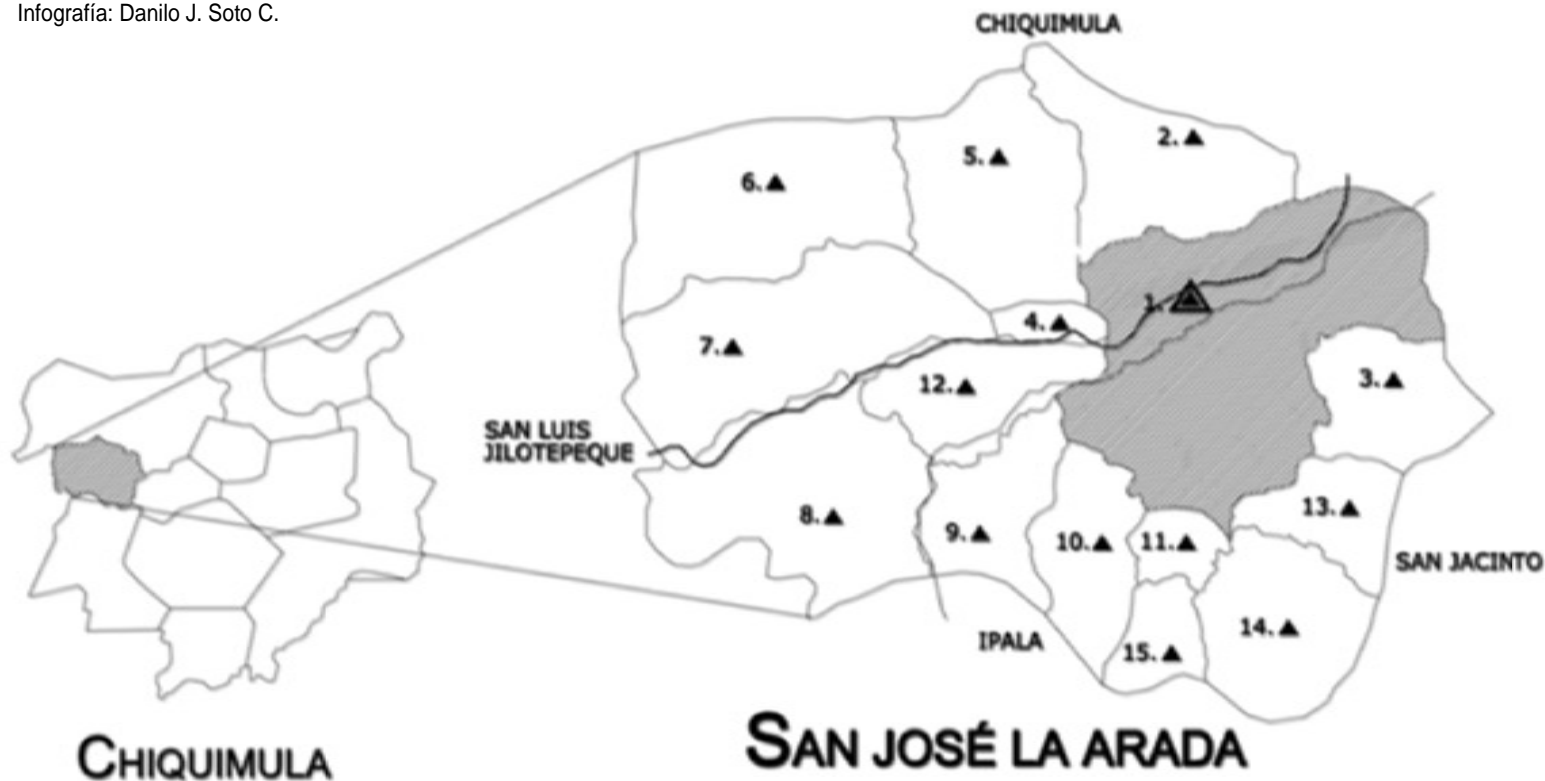 Infografía: Danilo J. Soto C.
CHIQUIMULA
2.
5.
6.
1.
4.
7.
3.
12.
SAN LUIS
JILOTEPEQUE
8.
9.
10.
11.
13.
SAN JACINTO
14.
IPALA
15.
CHIQUIMULA
SAN JOSÉ LA ARADA